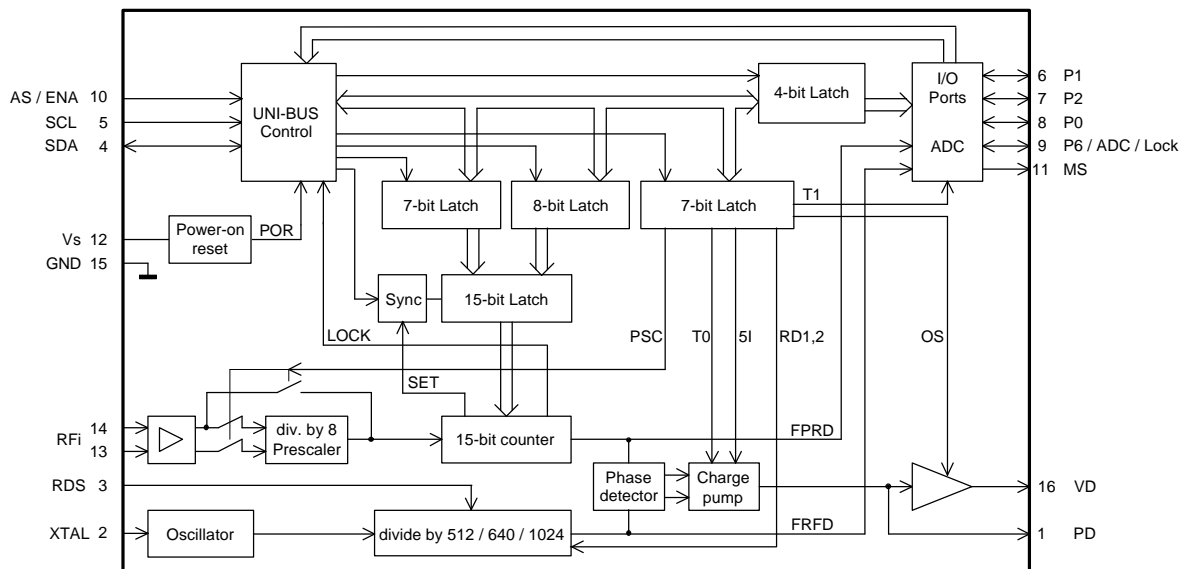 AS / ENA 10
SCL 5
SDA 4
Vs 12
GND 15
RFi
14
13
RDS 3
XTAL 2
UNI-BUS
Control
4-bit Latch
I/O
Ports
ADC
6 P1
7 P2
8 P0
9 P6 / ADC / Lock
11 MS
7-bit Latch
8-bit Latch
7-bit Latch
T1
Power-on
reset
POR
Sync
15-bit Latch
LOCK
PSC
T0
5I
RD1,2
OS
SET
div. by 8
Prescaler
15-bit counter
FPRD
Phase
detector
Charge
pump
16 VD
Oscillator
divide by 512 / 640 / 1024
FRFD
1 PD